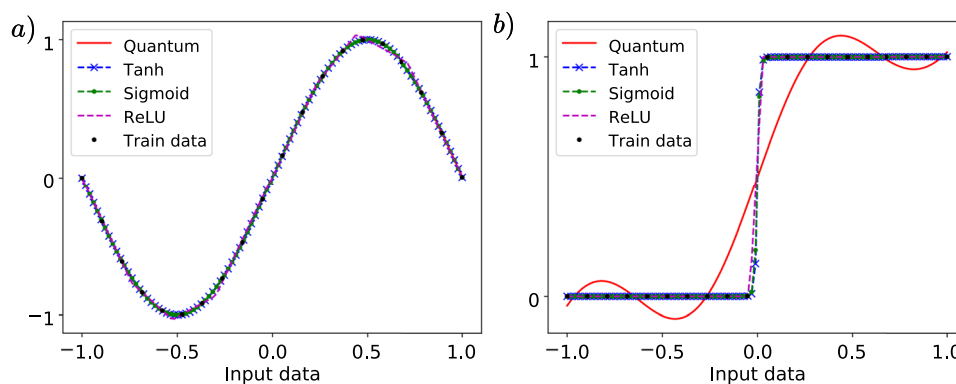 a)
Quantum
Tanh
Sigmoid
ReLU
Train data
1
0
−1
−1.0 −0.5 0.0 0.5 1.0
Input data
b)
Quantum
Tanh
Sigmoid
ReLU
Train data
1
0
−1.0 −0.5 0.0 0.5 1.0
Input data